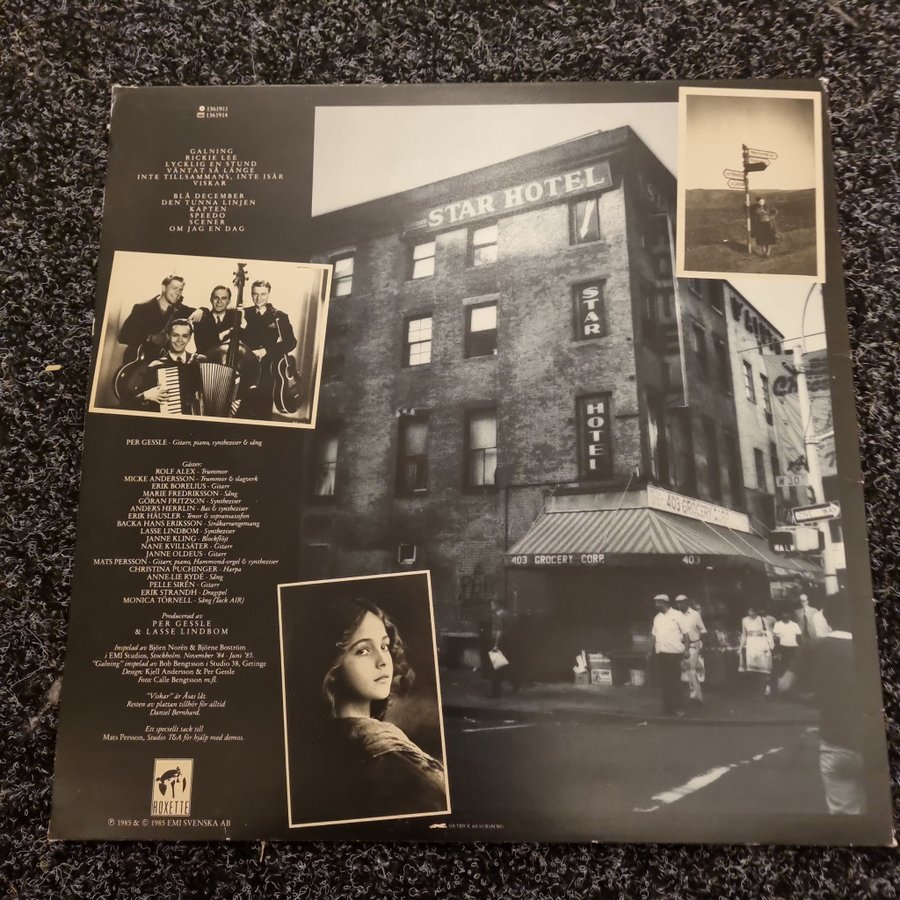 1361911
1361914
GALNING
RICKIE LEE
LYCKLIG EN STUND
VÄNTAT SÅ LÄNGE
INTE TILLSAMMANS, INTE ISÄR
VISKAR
BLÅ DECEMBER
DEN TUNNA LINJEN
KAPTEN
SPEEDO
SCENER
OM JAG EN DAG
PER GESSLE - Gitarr, piano, synthesizer & sång
Gäster:
ROLF ALEX - Trummor
MICKE ANDERSSON - Trummor & slagverk
ERIK BORELIUS - Gitarr
MARIE FREDRIKSSON - Sång
GÖRAN FRITZSON - Synthesizer
ANDERS HERRLIN - Bas & synthesizer
ERIK HÄUSLER - Tenor & sopransaxofon
BACKA HANS ERIKSSON - Stråkarrangemang
LASSE LINDBOM - Synthesizer
JANNE KLING - Blockflöjt
NANE KVILLSÄTER - Gitarr
JANNE OLDEUS - Gitarr
MATS PERSSON - Gitarr, piano, Hammond-orgel & synthesizer
CHRISTINA PUCHINGER - Harpa
ANNE-LIE RYDÉ - Sång
PELLE SIRÉN - Gitarr
ERIK STRANDH - Dragspel
MONICA TÖRNELL - Sång (Tack AIR)
Producerad av
PER GESSLE
& LASSE LINDBOM
Inspelad av Björn Norén & Björne Boström
i EMI Studios, Stockholm. November '84 - Juni '85.
"Galning" inspelad av Bob Bengtsson i Studio 38, Getinge
Design: Kjell Andersson & Per Gessle
Foto: Calle Bengtsson m.fl.
"Viskar" är Åsas låt.
Resten av plattan tillhör för alltid
Daniel Bernhard.
Ett speciellt tack till
Mats Persson, Studio T&A för hjälp med demos.
ROXETTE
℗ 1985 & © 1985 EMI SVENSKA AB
STAR HOTEL
STAR
HOTEL
403 GROCERY CORP.
403 GROCERY CORP.
403
W 30